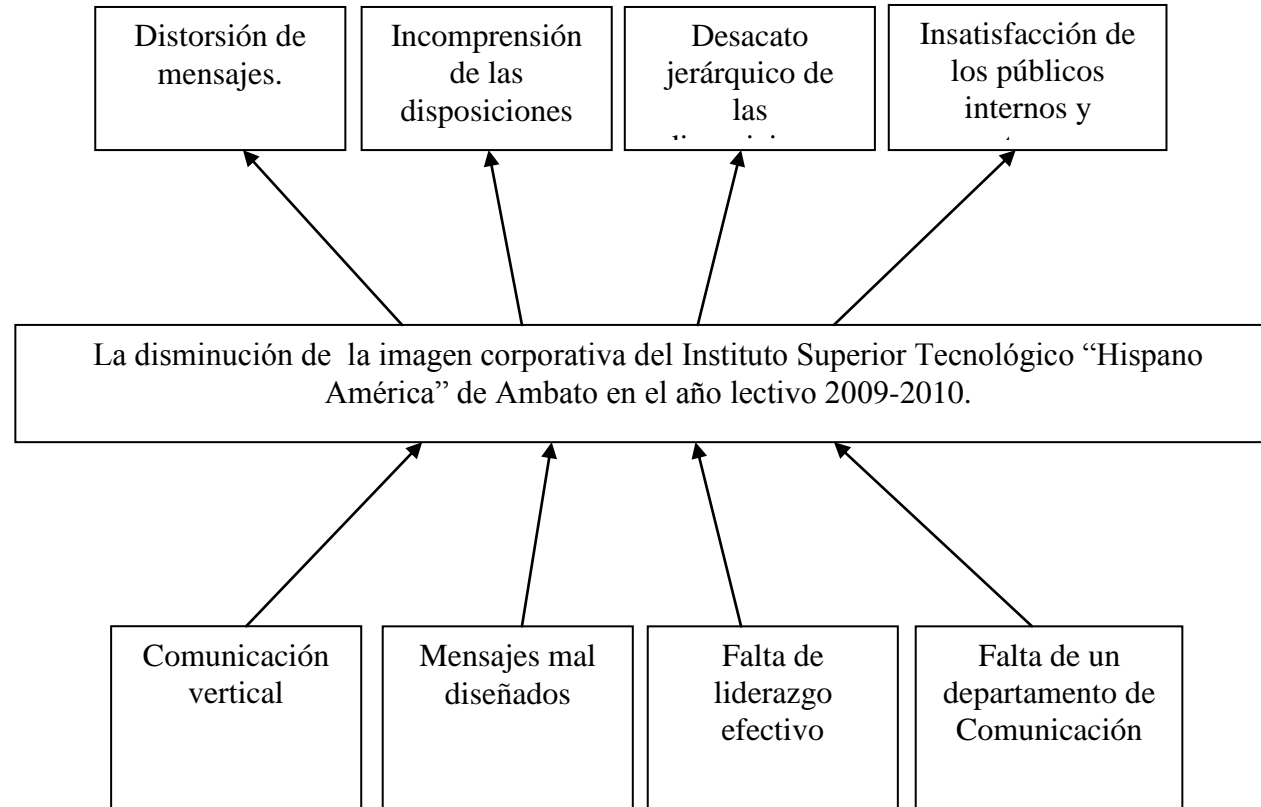 Distorsión de
mensajes.
Incomprensión
de las
disposiciones
Desacato
jerárquico de
las
Insatisfacción de
los públicos
internos y
La disminución de  la imagen corporativa del Instituto Superior Tecnológico “Hispano
América” de Ambato en el año lectivo 2009-2010.
Comunicación
vertical
Mensajes mal
diseñados
Falta de
liderazgo
efectivo
Falta de un
departamento de
Comunicación